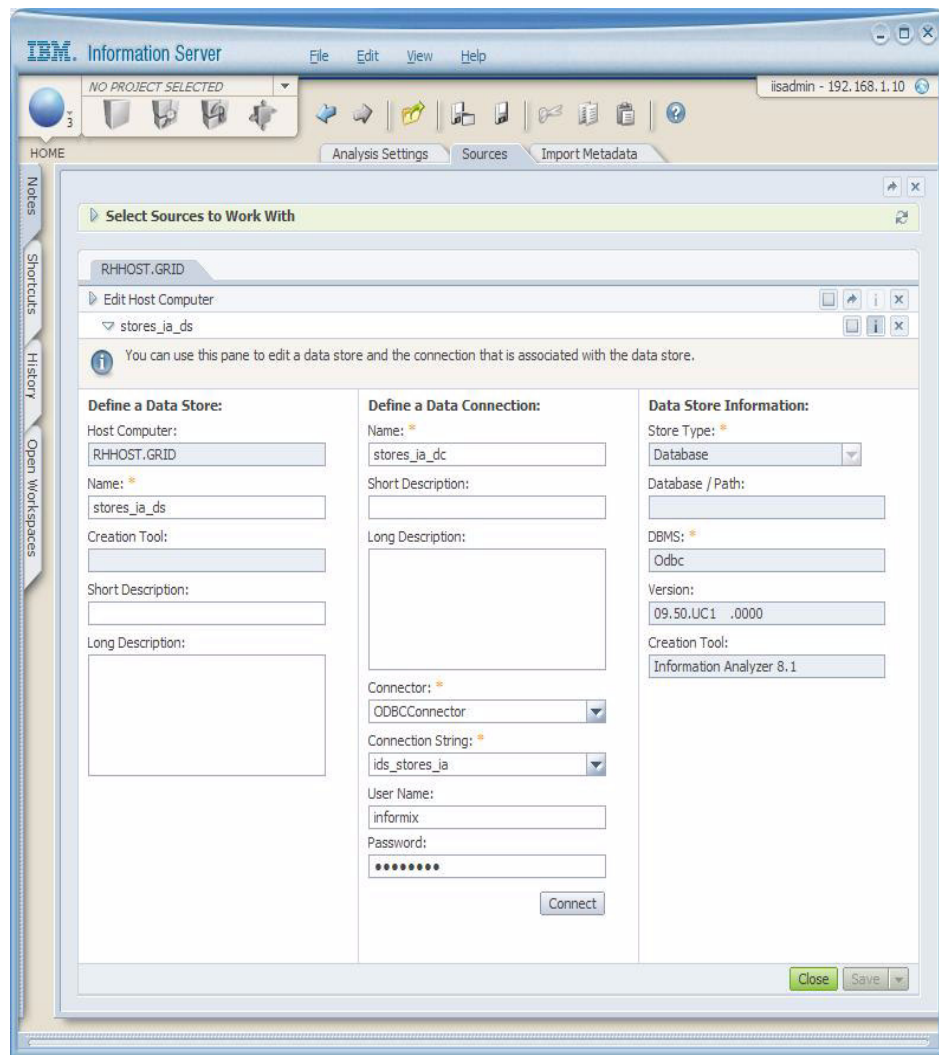 IBM. Information Server File Edit View Help
NO PROJECT SELECTED
iisadmin - 192.168.1.10
3
HOME
Analysis Settings Sources Import Metadata
Notes
Shortcuts
History
Open Workspaces
Select Sources to Work With
RHHOST.GRID
Edit Host Computer
stores_ia_ds
You can use this pane to edit a data store and the connection that is associated with the data store.
Define a Data Store:
Host Computer:
RHHOST.GRID
Name: *
stores_ia_ds
Creation Tool:
Short Description:
Long Description:
Define a Data Connection:
Name: *
stores_ia_dc
Short Description:
Long Description:
Connector: *
ODBCConnector
Connection String: *
ids_stores_ia
User Name:
informix
Password:
••••••••
Connect
Data Store Information:
Store Type: *
Database
Database / Path:
DBMS: *
Odbc
Version:
09.50.UC1 .0000
Creation Tool:
Information Analyzer 8.1
Close Save